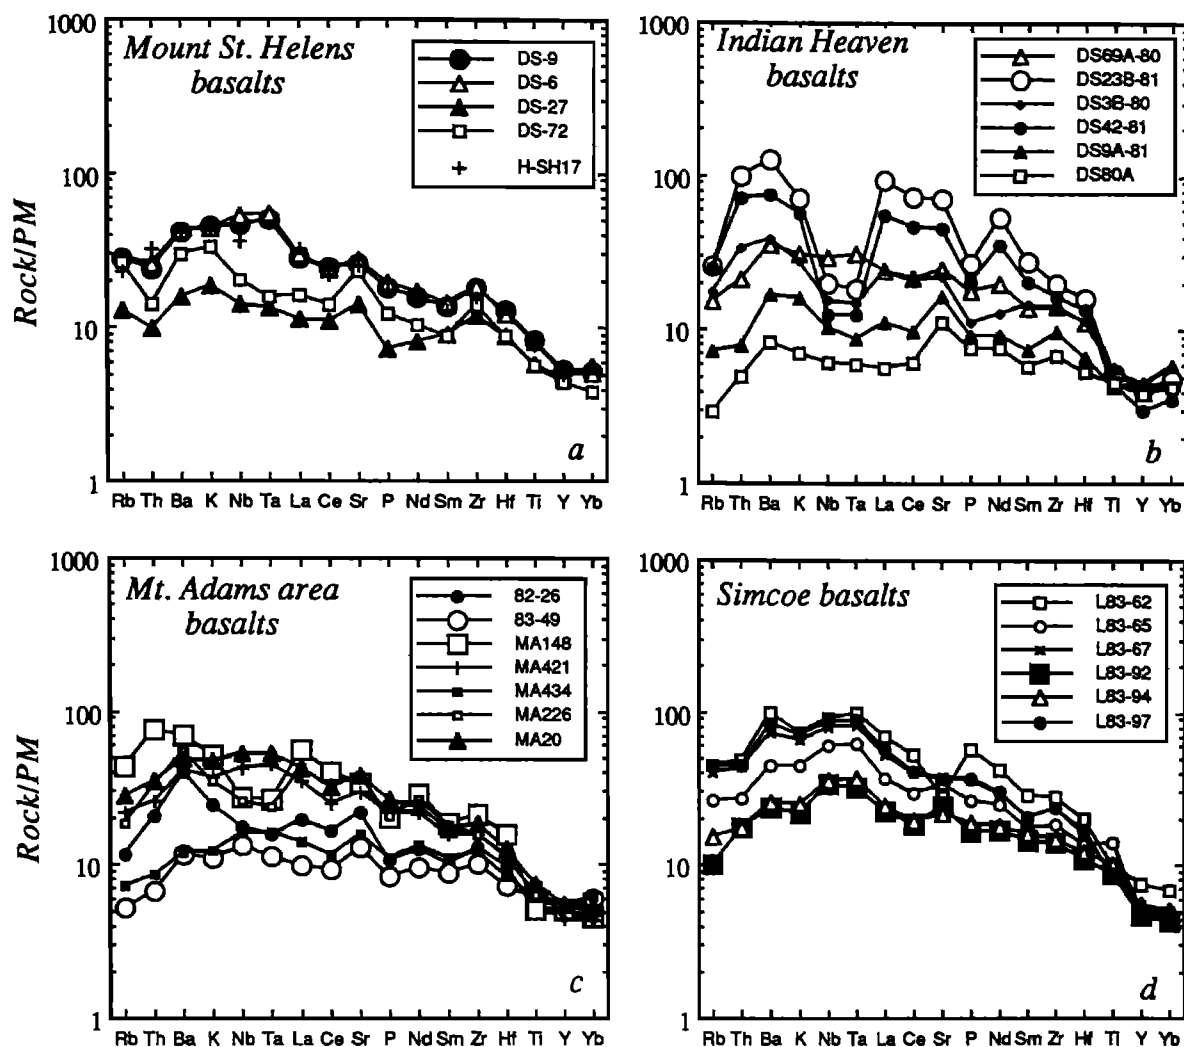 1000
100
10
1
Rock/PM
Mount St. Helens
basalts
DS-9
DS-6
DS-27
DS-72
H-SH17
a
Rb Th Ba K Nb Ta La Ce Sr P Nd Sm Zr Hf Ti Y Yb
1000
100
10
1
Indian Heaven
basalts
DS69A-80
DS23B-81
DS3B-80
DS42-81
DS9A-81
DS80A
b
Rb Th Ba K Nb Ta La Ce Sr P Nd Sm Zr Hf Ti Y Yb
1000
100
10
1
Rock/PM
Mt. Adams area
basalts
82-26
83-49
MA148
MA421
MA434
MA226
MA20
c
Rb Th Ba K Nb Ta La Ce Sr P Nd Sm Zr Hf Ti Y Yb
1000
100
10
1
Simcoe basalts
L83-62
L83-65
L83-67
L83-92
L83-94
L83-97
d
Rb Th Ba K Nb Ta La Ce Sr P Nd Sm Zr Hf Ti Y Yb